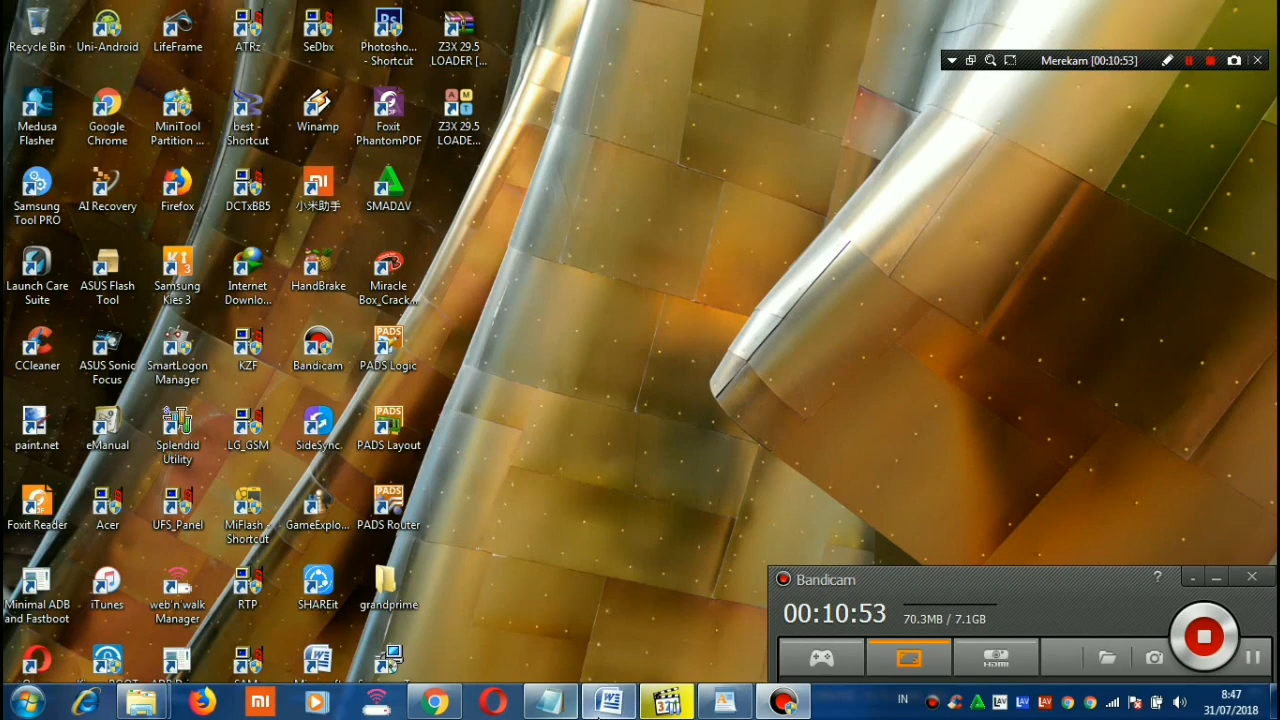 Recycle Bin
Uni-Android
LifeFrame
ATRz
SeDbx
Photosho...
- Shortcut
Z3X 29.5
LOADER [...
Merekam [00:10:53]
Medusa
Flasher
Google
Chrome
MiniTool
Partition ...
best -
Shortcut
Winamp
Foxit
PhantomPDF
Z3X 29.5
LOADE...
Samsung
Tool PRO
AI Recovery
Firefox
DCTxBB5
小米助手
SMADΔV
Launch Care
Suite
ASUS Flash
Tool
Samsung
Kies 3
Internet
Downlo...
HandBrake
Miracle
Box_Crack...
CCleaner
ASUS Sonic
Focus
SmartLogon
Manager
KZF
Bandicam
PADS Logic
paint.net
eManual
Splendid
Utility
LG_GSM
SideSync
PADS Layout
Foxit Reader
Acer
UFS_Panel
MiFlash -
Shortcut
GameExplo...
PADS Router
Minimal ADB
and Fastboot
iTunes
web'n'walk
Manager
RTP
SHAREit
grandprime
Bandicam
00:10:53
70.3MB / 7.1GB
IN
8:47
31/07/2018